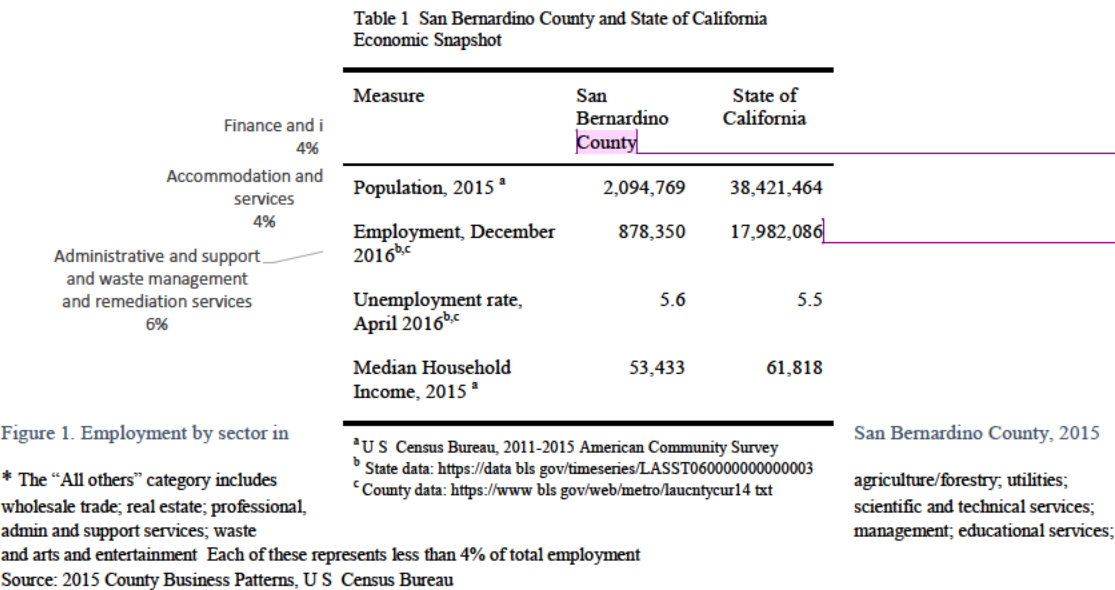 Table 1 San Bernardino County and State of California
Economic Snapshot
Measure
San
Bernardino
County
State of
California
Population, 2015 a
2,094,769
38,421,464
Employment, December
2016b,c
878,350
17,982,086
Unemployment rate,
April 2016b,c
5.6
5.5
Median Household
Income, 2015 a
53,433
61,818
a U S Census Bureau, 2011-2015 American Community Survey
b State data: https://data bls gov/timeseries/LASST060000000000003
c County data: https://www bls gov/web/metro/laucntycur14 txt
Finance and i
4%
Accommodation and
services
4%
Administrative and support
and waste management
and remediation services
6%
Figure 1. Employment by sector in
San Bernardino County, 2015
* The “All others” category includes
agriculture/forestry; utilities;
wholesale trade; real estate; professional,
scientific and technical services;
admin and support services; waste
management; educational services;
and arts and entertainment Each of these represents less than 4% of total employment
Source: 2015 County Business Patterns, U S Census Bureau